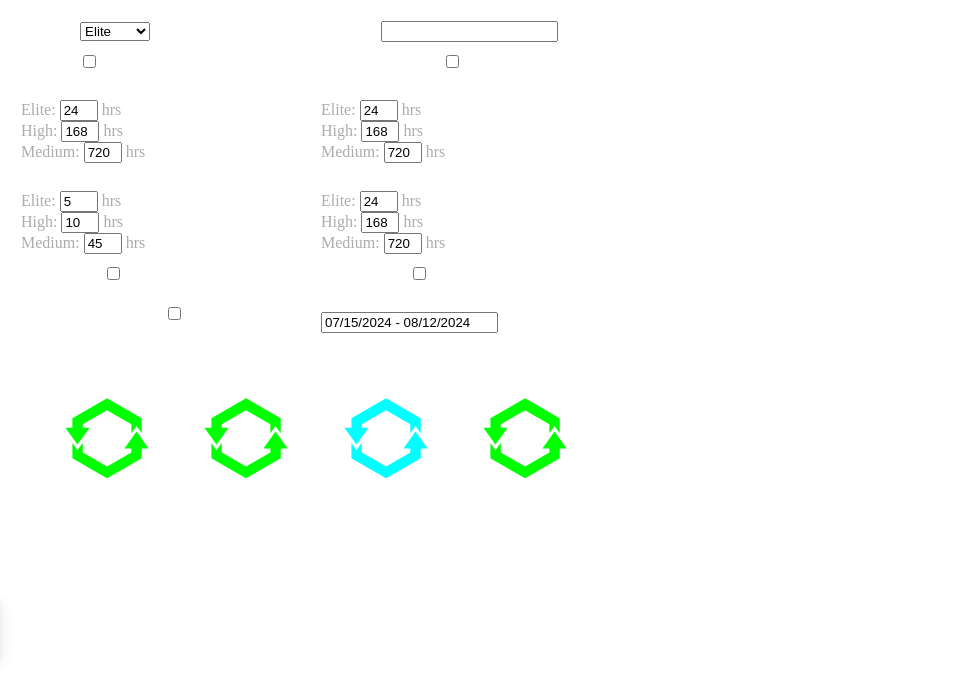 Elite
Elite: 24 hrs
High: 168 hrs
Medium: 720 hrs
Elite: 24 hrs
High: 168 hrs
Medium: 720 hrs
Elite: 5 hrs
High: 10 hrs
Medium: 45 hrs
Elite: 24 hrs
High: 168 hrs
Medium: 720 hrs
07/15/2024 - 08/12/2024